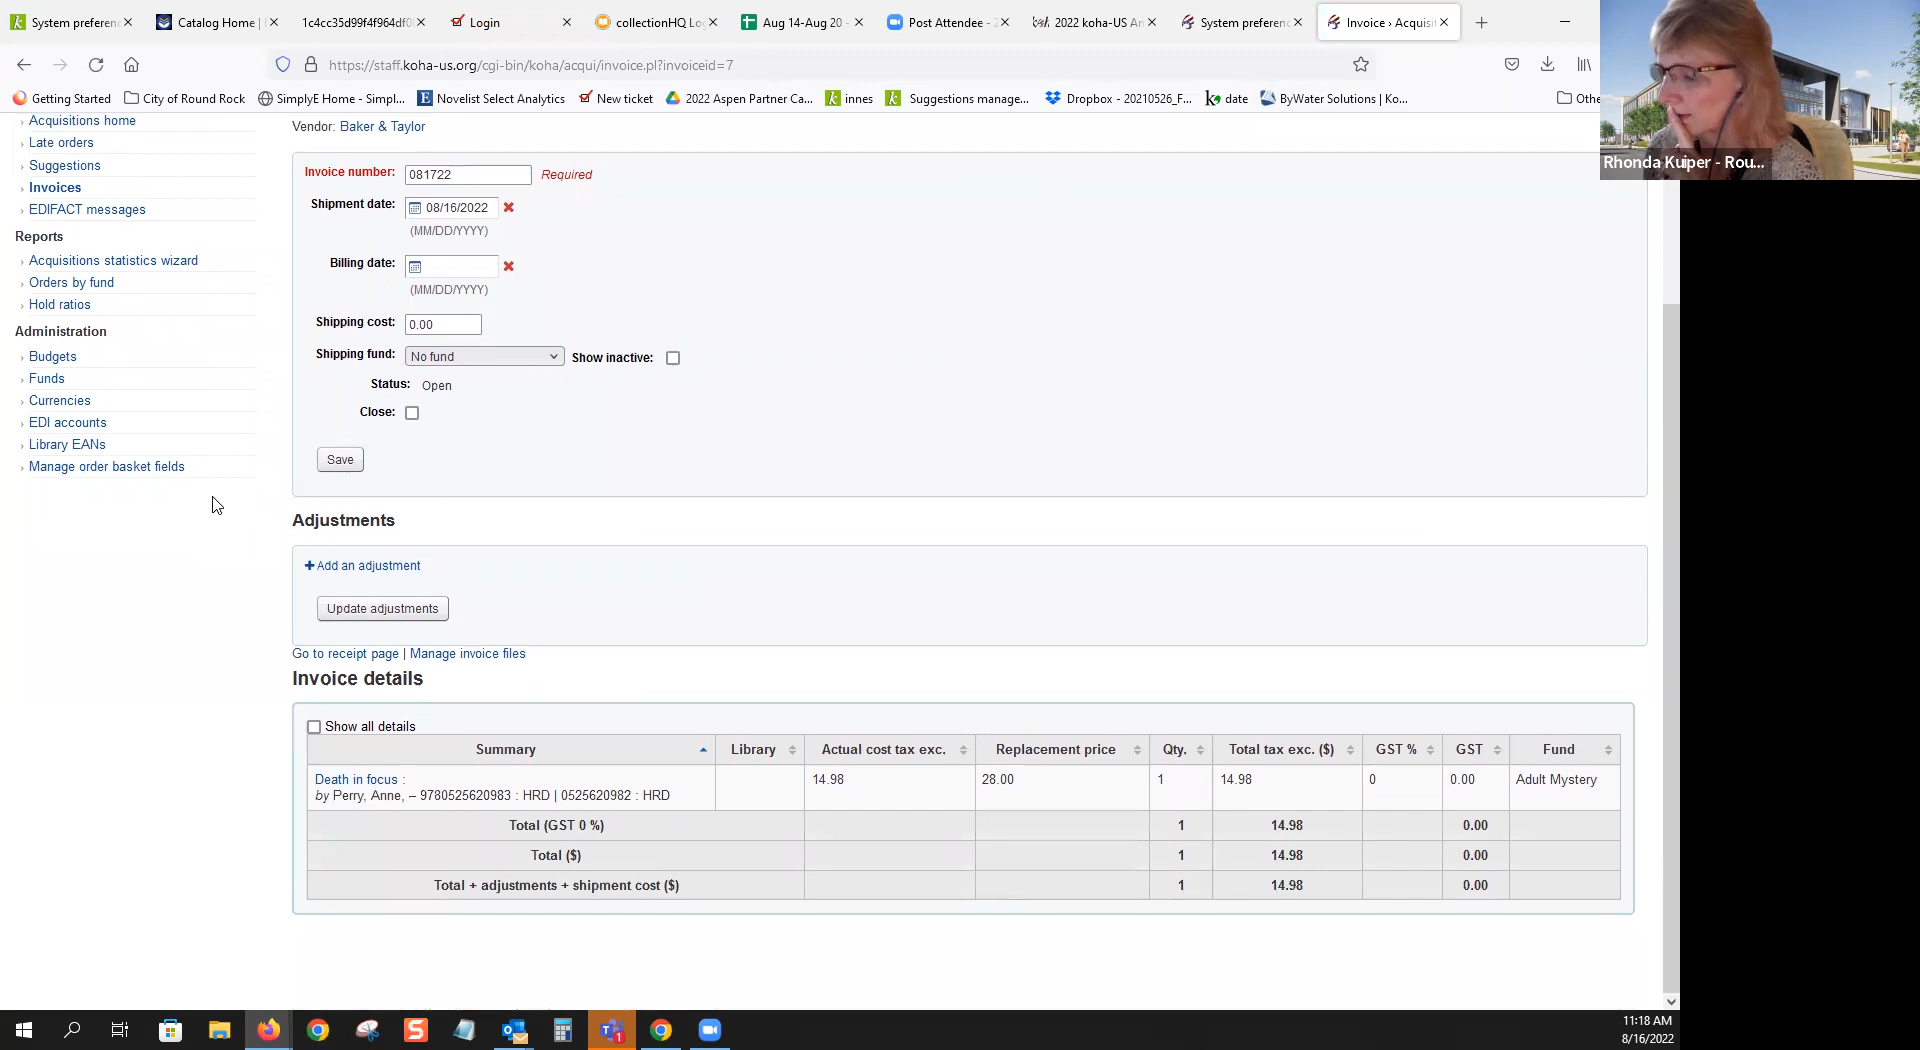 System preferenc
Catalog Home |
1c4cc35d99f4f964df0
Login
collectionHQ Lo
Aug 14-Aug 20 -
Post Attendee - Z
2022 koha-US An
System preferenc
Invoice › Acquisiti
https://staff.koha-us.org/cgi-bin/koha/acqui/invoice.pl?invoiceid=7
Getting Started
City of Round Rock
SimplyE Home - Simpl...
Novelist Select Analytics
New ticket
2022 Aspen Partner Ca...
innes
Suggestions manage...
Dropbox - 20210526_F...
date
ByWater Solutions | Ko...
Othe
Rhonda Kuiper - Rou...
Acquisitions home
Late orders
Suggestions
Invoices
EDIFACT messages
Reports
Acquisitions statistics wizard
Orders by fund
Hold ratios
Administration
Budgets
Funds
Currencies
EDI accounts
Library EANs
Manage order basket fields
Vendor: Baker & Taylor
Invoice number: 081722 Required
Shipment date: 08/16/2022
(MM/DD/YYYY)
Billing date:
(MM/DD/YYYY)
Shipping cost: 0.00
Shipping fund: No fund Show inactive:
Status: Open
Close:
Save
Adjustments
Add an adjustment
Update adjustments
Go to receipt page | Manage invoice files
Invoice details
Show all details
Summary Library Actual cost tax exc. Replacement price Qty. Total tax exc. ($) GST % GST Fund
Death in focus : 14.98 28.00 1 14.98 0 0.00 Adult Mystery
by Perry, Anne, – 9780525620983 : HRD | 0525620982 : HRD
Total (GST 0 %) 1 14.98 0.00
Total ($) 1 14.98 0.00
Total + adjustments + shipment cost ($) 1 14.98 0.00
11:18 AM
8/16/2022